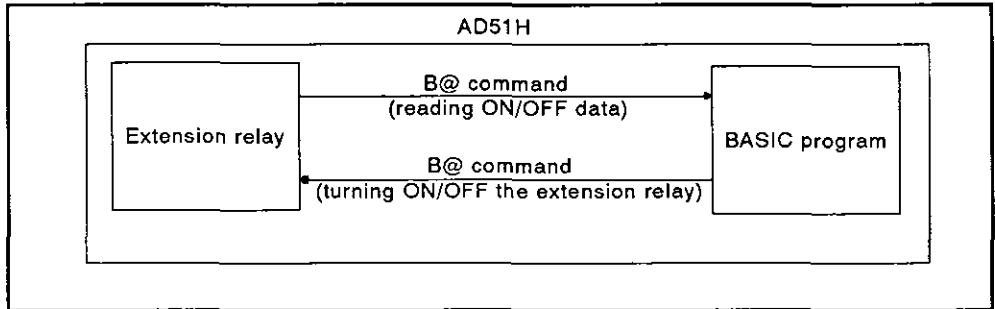 AD51H
B@ command
(reading ON/OFF data)
Extension relay
BASIC program
B@ command
(turning ON/OFF the extension relay)